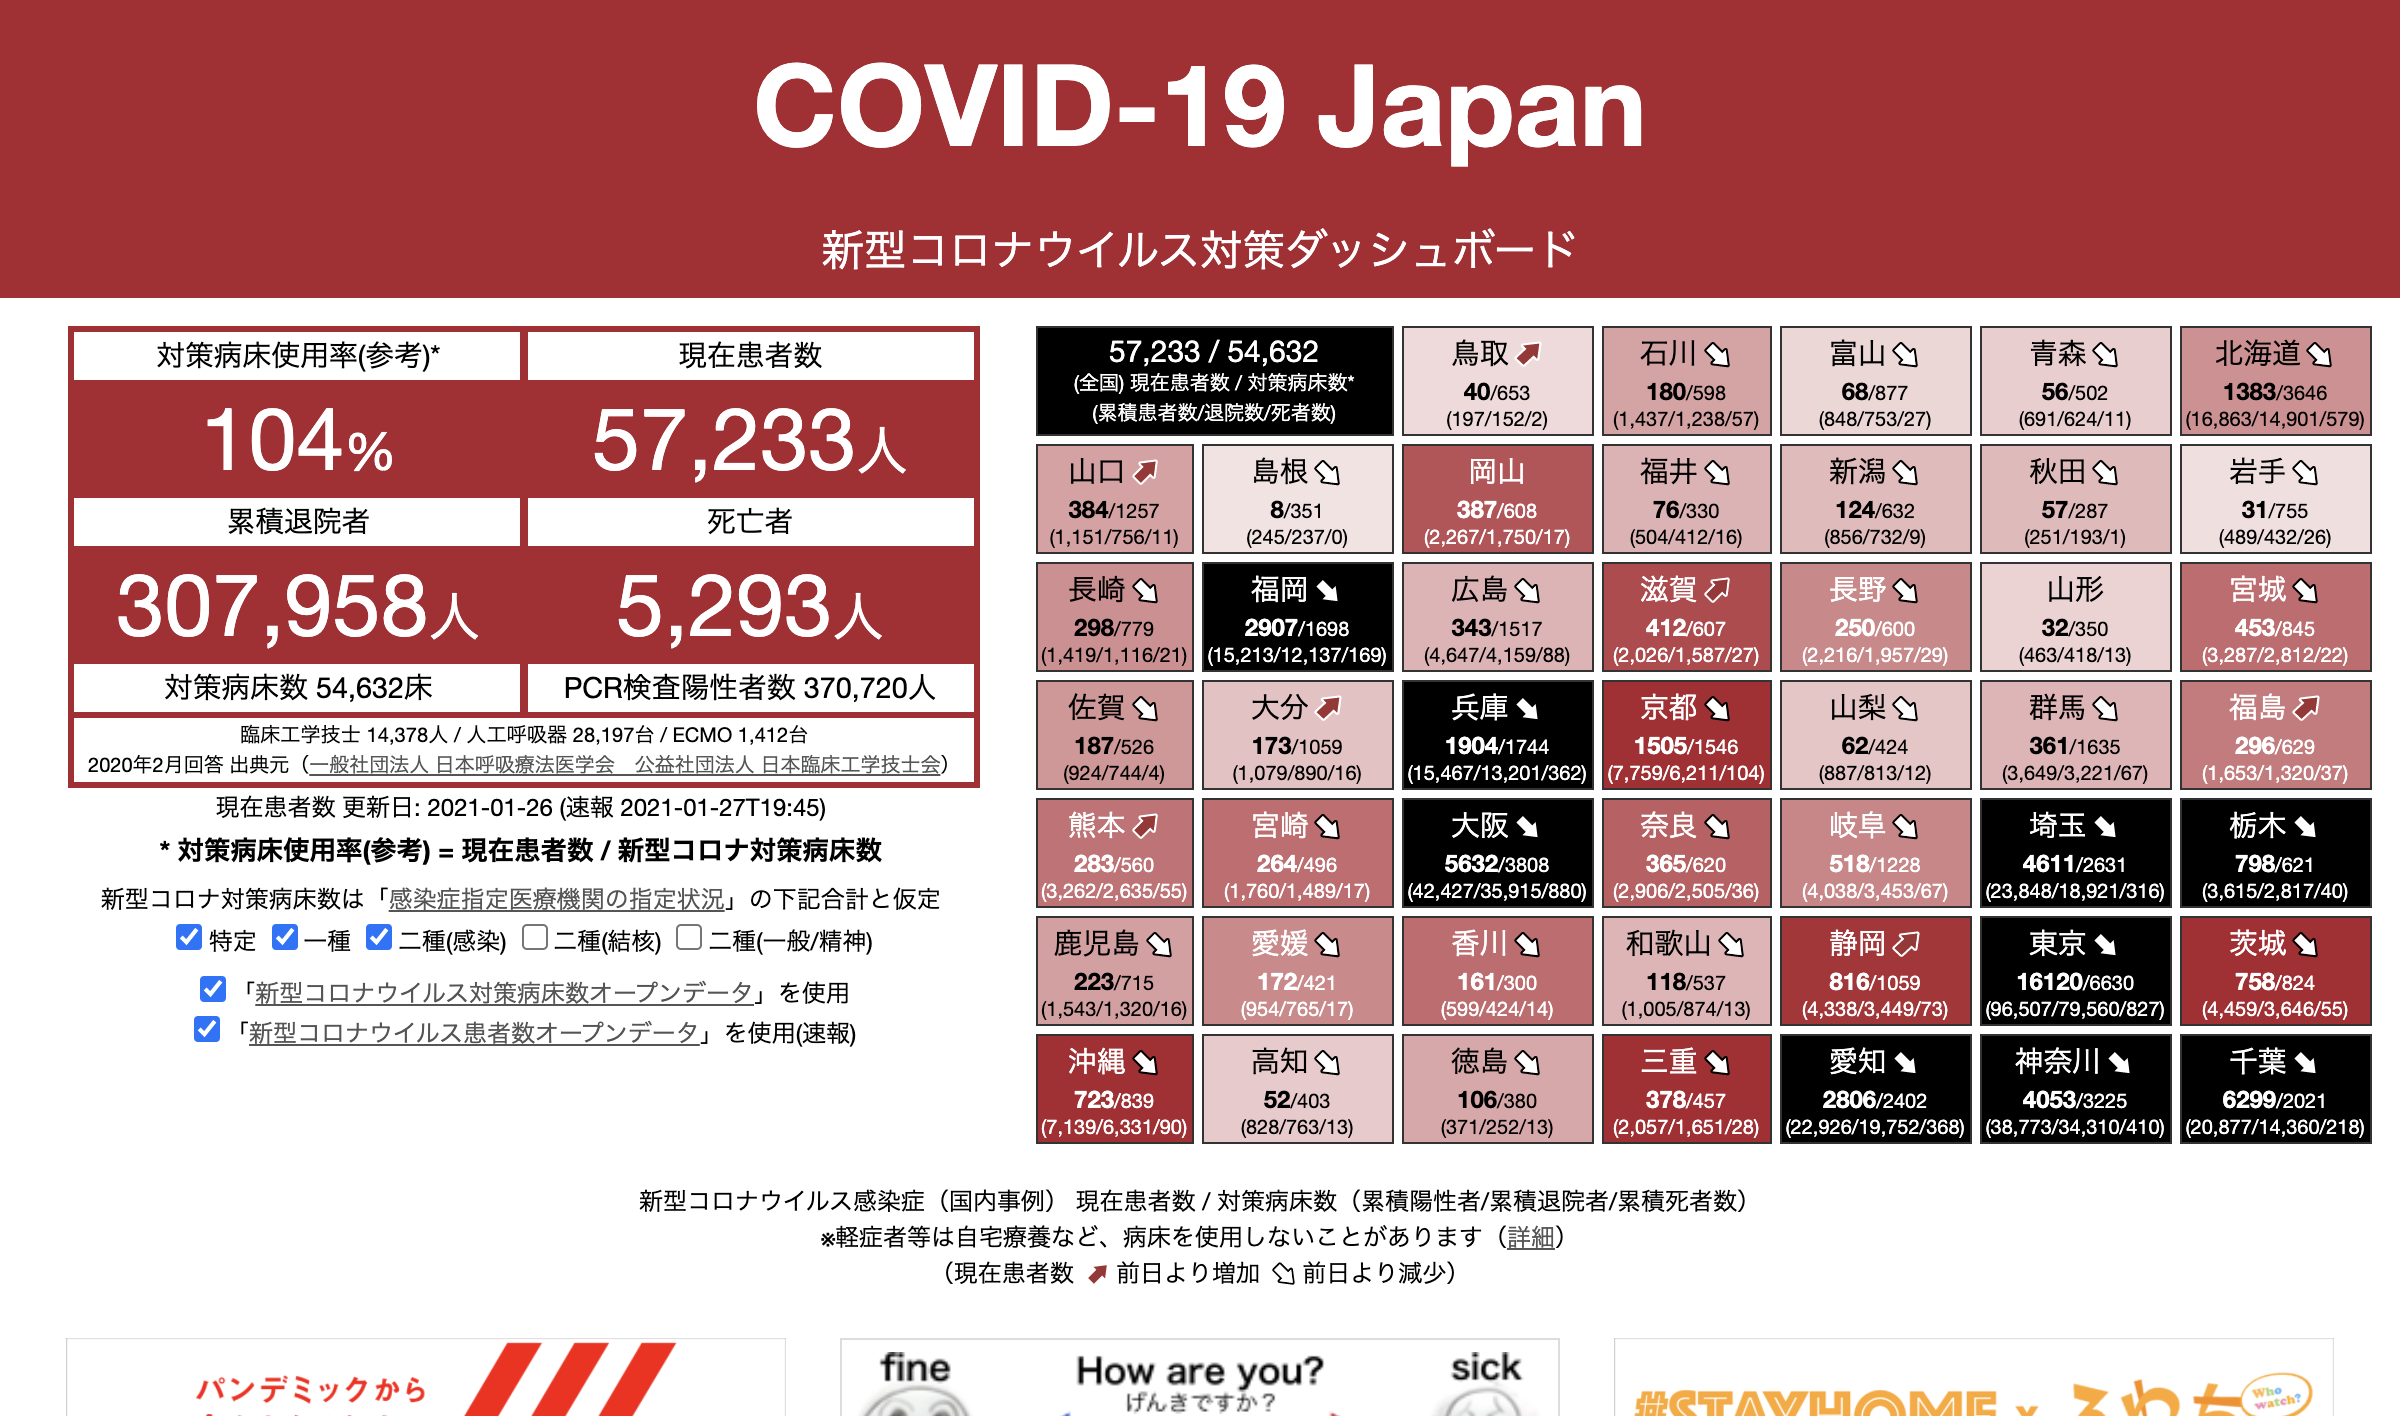 COVID-19 Japan
新型コロナウイルス対策ダッシュボード
対策病床使用率(参考)*
現在患者数
104%
57,233人
累積退院者
死亡者
307,958人
5,293人
対策病床数 54,632床
PCR検査陽性者数 370,720人
臨床工学技士 14,378人 / 人工呼吸器 28,197台 / ECMO 1,412台
2020年2月回答 出典元（一般社団法人 日本呼吸療法医学会　公益社団法人 日本臨床工学技士会）
現在患者数 更新日: 2021-01-26 (速報 2021-01-27T19:45)
* 対策病床使用率(参考) = 現在患者数 / 新型コロナ対策病床数
新型コロナ対策病床数は「感染症指定医療機関の指定状況」の下記合計と仮定
特定 一種 二種(感染) 二種(結核) 二種(一般/精神)
「新型コロナウイルス対策病床数オープンデータ」を使用
「新型コロナウイルス患者数オープンデータ」を使用(速報)
57,233 / 54,632
(全国) 現在患者数 / 対策病床数*
(累積患者数/退院数/死者数)
鳥取
40/653
(197/152/2)
石川
180/598
(1,437/1,238/57)
富山
68/877
(848/753/27)
青森
56/502
(691/624/11)
北海道
1383/3646
(16,863/14,901/579)
山口
384/1257
(1,151/756/11)
島根
8/351
(245/237/0)
岡山
387/608
(2,267/1,750/17)
福井
76/330
(504/412/16)
新潟
124/632
(856/732/9)
秋田
57/287
(251/193/1)
岩手
31/755
(489/432/26)
長崎
298/779
(1,419/1,116/21)
福岡
2907/1698
(15,213/12,137/169)
広島
343/1517
(4,647/4,159/88)
滋賀
412/607
(2,026/1,587/27)
長野
250/600
(2,216/1,957/29)
山形
32/350
(463/418/13)
宮城
453/845
(3,287/2,812/22)
佐賀
187/526
(924/744/4)
大分
173/1059
(1,079/890/16)
兵庫
1904/1744
(15,467/13,201/362)
京都
1505/1546
(7,759/6,211/104)
山梨
62/424
(887/813/12)
群馬
361/1635
(3,649/3,221/67)
福島
296/629
(1,653/1,320/37)
熊本
283/560
(3,262/2,635/55)
宮崎
264/496
(1,760/1,489/17)
大阪
5632/3808
(42,427/35,915/880)
奈良
365/620
(2,906/2,505/36)
岐阜
518/1228
(4,038/3,453/67)
埼玉
4611/2631
(23,848/18,921/316)
栃木
798/621
(3,615/2,817/40)
鹿児島
223/715
(1,543/1,320/16)
愛媛
172/421
(954/765/17)
香川
161/300
(599/424/14)
和歌山
118/537
(1,005/874/13)
静岡
816/1059
(4,338/3,449/73)
東京
16120/6630
(96,507/79,560/827)
茨城
758/824
(4,459/3,646/55)
沖縄
723/839
(7,139/6,331/90)
高知
52/403
(828/763/13)
徳島
106/380
(371/252/13)
三重
378/457
(2,057/1,651/28)
愛知
2806/2402
(22,926/19,752/368)
神奈川
4053/3225
(38,773/34,310/410)
千葉
6299/2021
(20,877/14,360/218)
新型コロナウイルス感染症（国内事例） 現在患者数 / 対策病床数（累積陽性者/累積退院者/累積死者数）
※軽症者等は自宅療養など、病床を使用しないことがあります（詳細）
（現在患者数 前日より増加 前日より減少）
パンデミックから
fine
How are you?
sick
げんきですか？
#STAYHOME x ふわっち
Who watch?